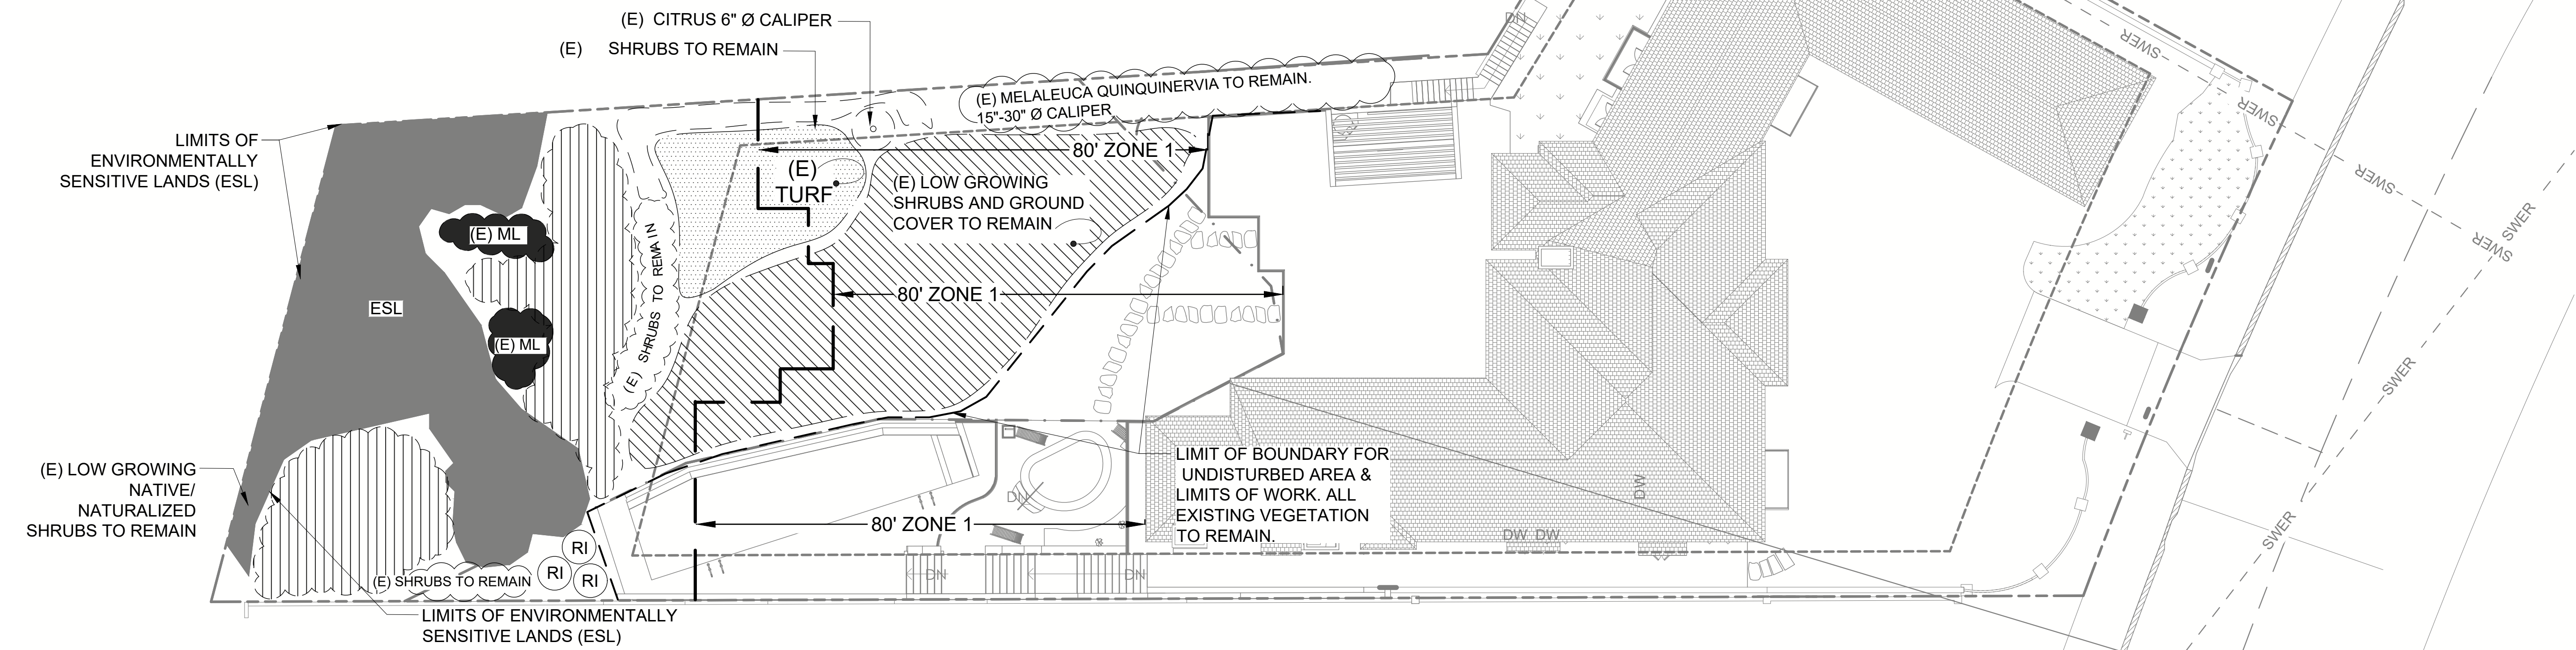 (E) CITRUS 6" Ø CALIPER
(E) SHRUBS TO REMAIN
(E) MELALEUCA QUINQUINERVIA TO REMAIN.
15"-30" Ø CALIPER
LIMITS OF
ENVIRONMENTALLY
SENSITIVE LANDS (ESL)
80' ZONE 1
(E)
TURF
(E) LOW GROWING
SHRUBS AND GROUND
COVER TO REMAIN
(E) ML
(E) SHRUBS TO REMAIN
ESL
80' ZONE 1
(E) ML
(E) LOW GROWING
NATIVE/
NATURALIZED
SHRUBS TO REMAIN
LIMIT OF BOUNDARY FOR
UNDISTURBED AREA &
LIMITS OF WORK. ALL
EXISTING VEGETATION
TO REMAIN.
80' ZONE 1
RI
RI
RI
(E) SHRUBS TO REMAIN
LIMITS OF ENVIRONMENTALLY
SENSITIVE LANDS (ESL)
DN
DN
DN
DN
DW
DW
DW
SWER
SWER
SWER
SWER
SWER
SWER
SWER